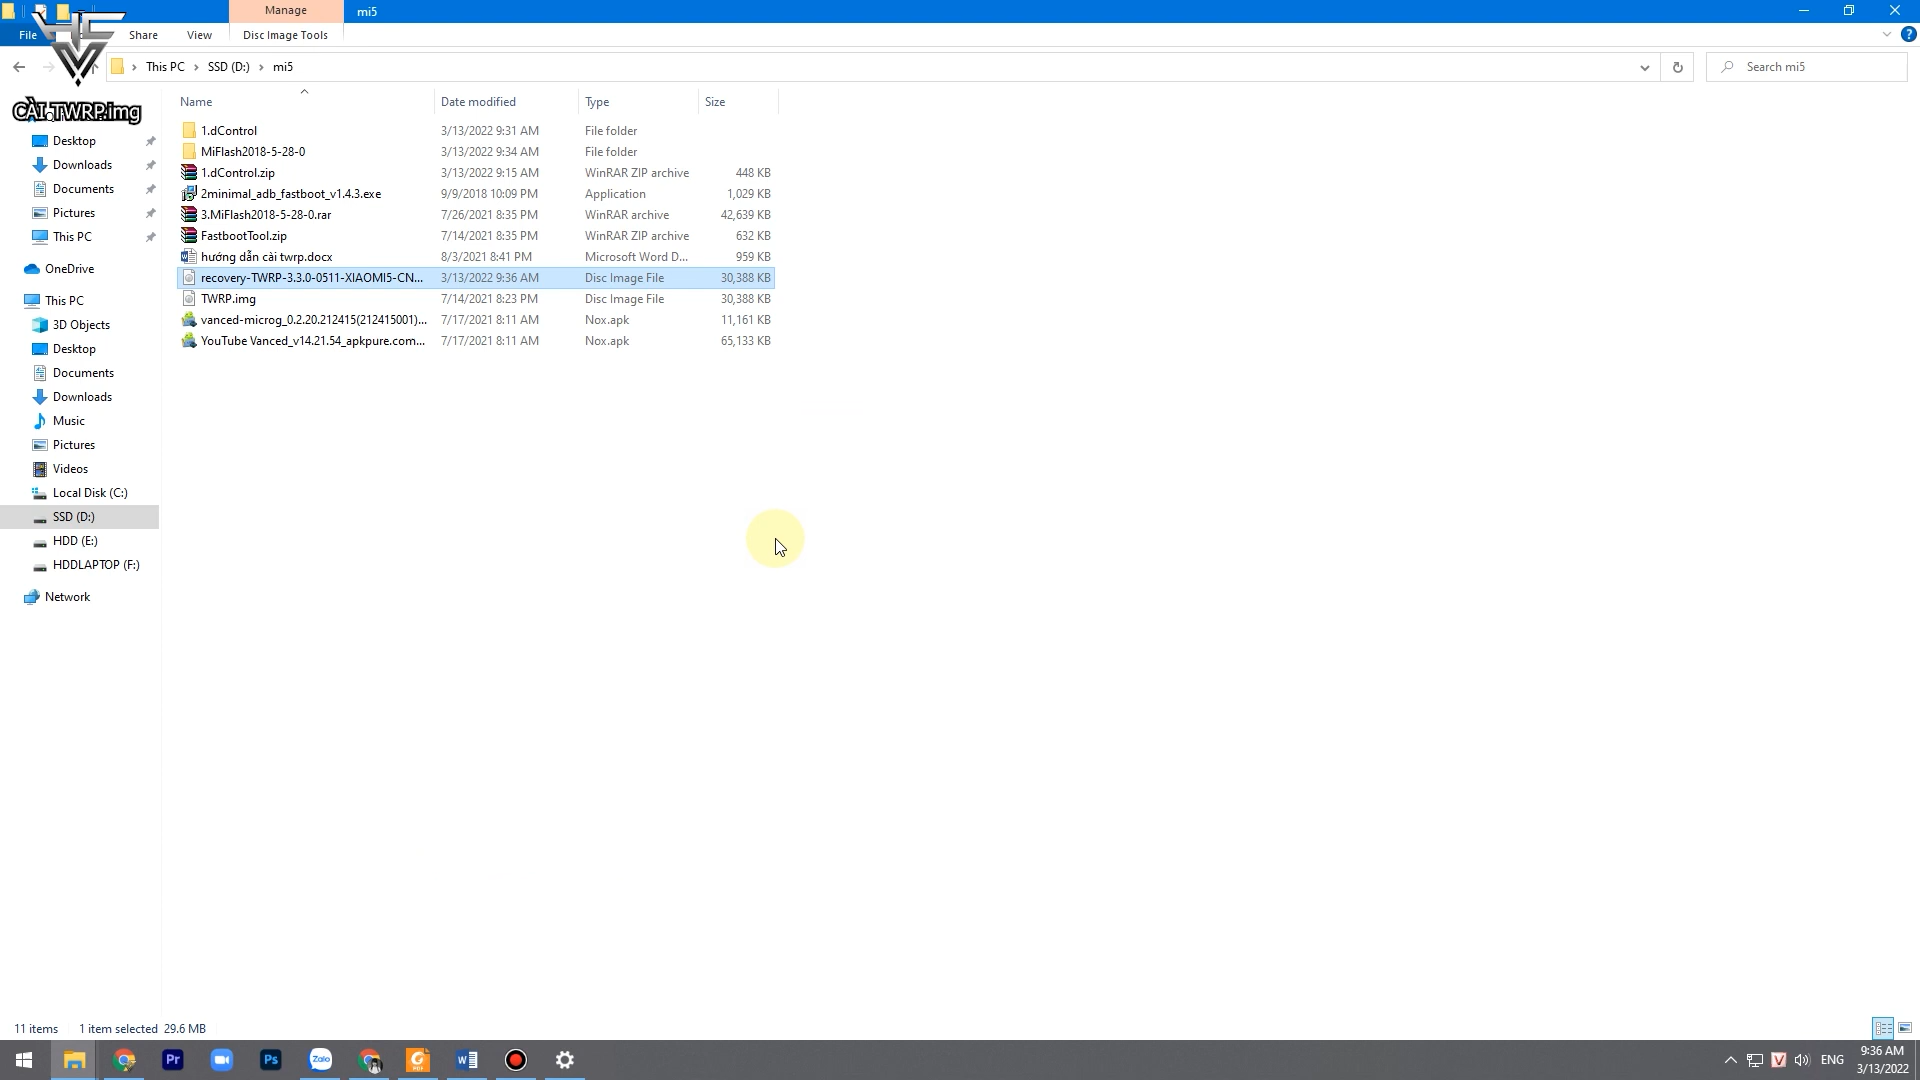 Manage
mi5
File
Share
View
Disc Image Tools
This PC
SSD (D:)
mi5
Search mi5
CÀI TWRP.img
Name
Date modified
Type
Size
1.dControl
3/13/2022 9:31 AM
File folder
MiFlash2018-5-28-0
3/13/2022 9:34 AM
File folder
1.dControl.zip
3/13/2022 9:15 AM
WinRAR ZIP archive
448 KB
2minimal_adb_fastboot_v1.4.3.exe
9/9/2018 10:09 PM
Application
1,029 KB
3.MiFlash2018-5-28-0.rar
7/26/2021 8:35 PM
WinRAR archive
42,639 KB
FastbootTool.zip
7/14/2021 8:35 PM
WinRAR ZIP archive
632 KB
hướng dẫn cài twrp.docx
8/3/2021 8:41 PM
Microsoft Word D...
959 KB
recovery-TWRP-3.3.0-0511-XIAOMI5-CN...
3/13/2022 9:36 AM
Disc Image File
30,388 KB
TWRP.img
7/14/2021 8:23 PM
Disc Image File
30,388 KB
vanced-microg_0.2.20.212415(212415001)...
7/17/2021 8:11 AM
Nox.apk
11,161 KB
YouTube Vanced_v14.21.54_apkpure.com...
7/17/2021 8:11 AM
Nox.apk
65,133 KB
Desktop
Downloads
Documents
Pictures
This PC
OneDrive
This PC
3D Objects
Desktop
Documents
Downloads
Music
Pictures
Videos
Local Disk (C:)
SSD (D:)
HDD (E:)
HDDLAPTOP (F:)
Network
11 items
1 item selected 29.6 MB
Pr
Ps
Zalo
ENG
9:36 AM
3/13/2022